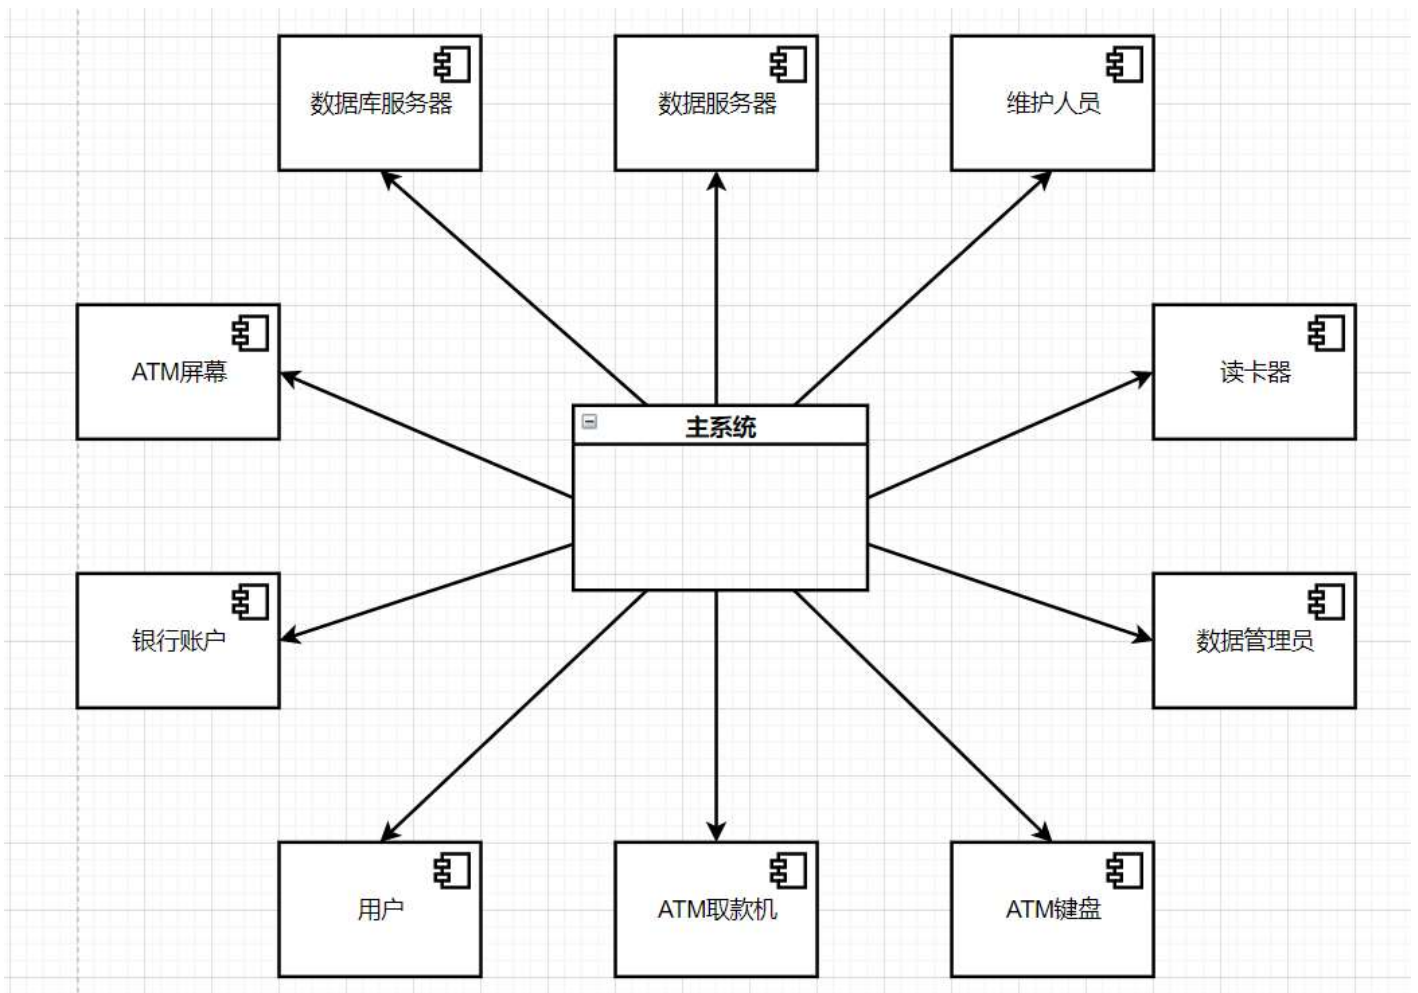 数据库服务器
数据服务器
维护人员
ATM屏幕
读卡器
主系统
银行账户
数据管理员
用户
ATM取款机
ATM键盘